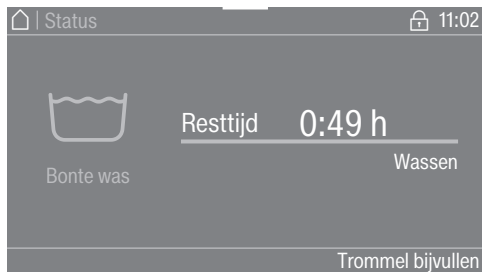 | Status 11:02
Resttijd 0:49 h
Wassen
Bonte was
Trommel bijvullen